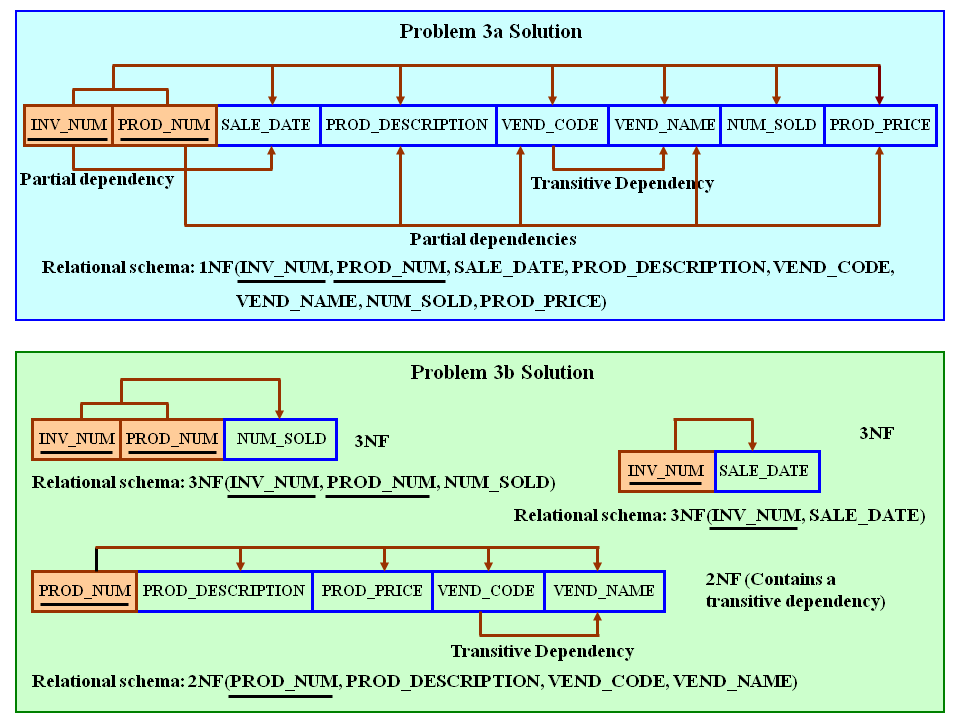 Problem 3a Solution
INV_NUM PROD_NUM SALE_DATE PROD_DESCRIPTION VEND_CODE VEND_NAME NUM_SOLD PROD_PRICE
Partial dependency
Transitive Dependency
Partial dependencies
Relational schema: 1NF(INV_NUM, PROD_NUM, SALE_DATE, PROD_DESCRIPTION, VEND_CODE,
VEND_NAME, NUM_SOLD, PROD_PRICE)
Problem 3b Solution
INV_NUM PROD_NUM NUM_SOLD
3NF
Relational schema: 3NF(INV_NUM, PROD_NUM, NUM_SOLD)
3NF
INV_NUM SALE_DATE
Relational schema: 3NF(INV_NUM, SALE_DATE)
PROD_NUM PROD_DESCRIPTION PROD_PRICE VEND_CODE VEND_NAME
2NF (Contains a
transitive dependency)
Transitive Dependency
Relational schema: 2NF(PROD_NUM, PROD_DESCRIPTION, VEND_CODE, VEND_NAME)